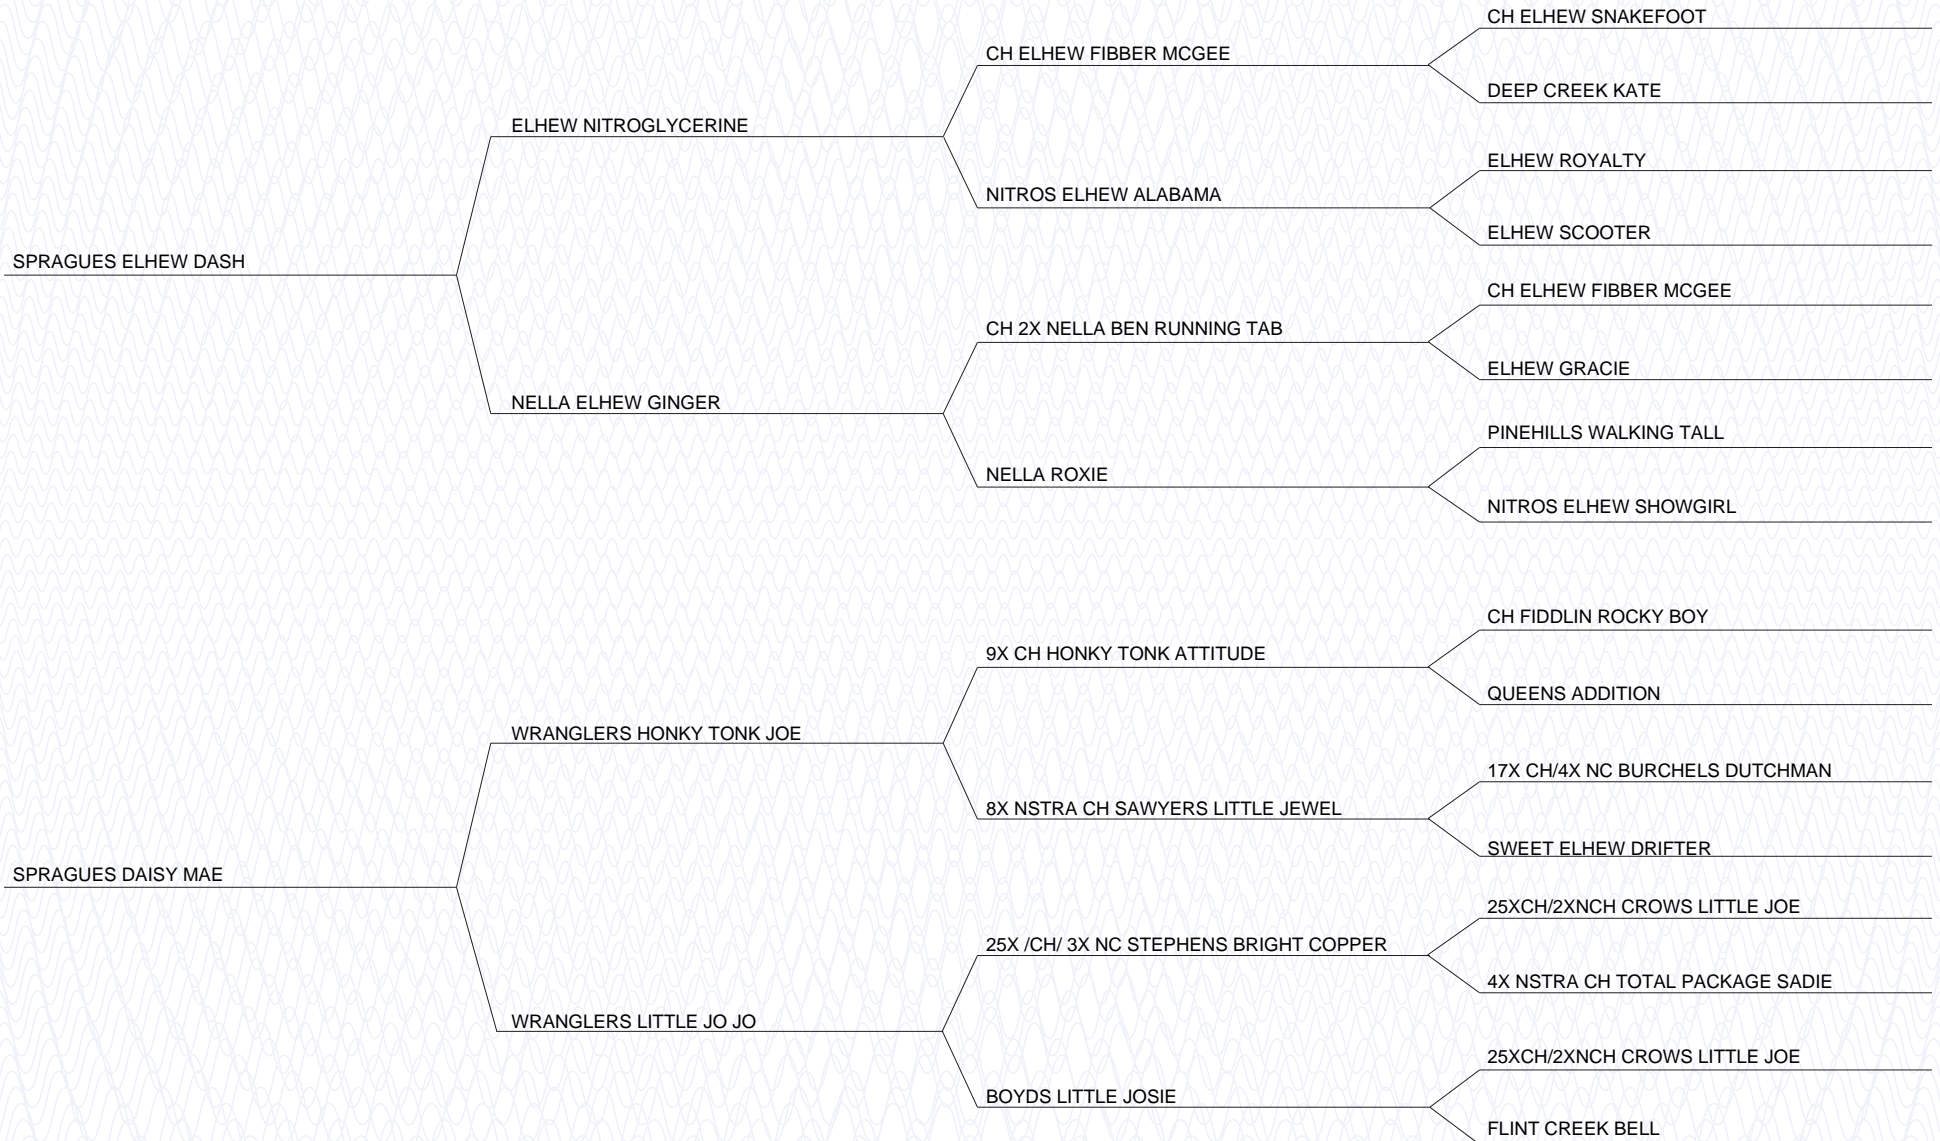 CH ELHEW SNAKEFOOT
CH ELHEW FIBBER MCGEE
DEEP CREEK KATE
ELHEW NITROGLYCERINE
ELHEW ROYALTY
NITROS ELHEW ALABAMA
ELHEW SCOOTER
SPRAGUES ELHEW DASH
CH ELHEW FIBBER MCGEE
CH 2X NELLA BEN RUNNING TAB
ELHEW GRACIE
NELLA ELHEW GINGER
PINEHILLS WALKING TALL
NELLA ROXIE
NITROS ELHEW SHOWGIRL
CH FIDDLIN ROCKY BOY
9X CH HONKY TONK ATTITUDE
QUEENS ADDITION
WRANGLERS HONKY TONK JOE
17X CH/4X NC BURCHELS DUTCHMAN
8X NSTRA CH SAWYERS LITTLE JEWEL
SWEET ELHEW DRIFTER
SPRAGUES DAISY MAE
25XCH/2XNCH CROWS LITTLE JOE
25X /CH/ 3X NC STEPHENS BRIGHT COPPER
4X NSTRA CH TOTAL PACKAGE SADIE
WRANGLERS LITTLE JO JO
25XCH/2XNCH CROWS LITTLE JOE
BOYDS LITTLE JOSIE
FLINT CREEK BELL